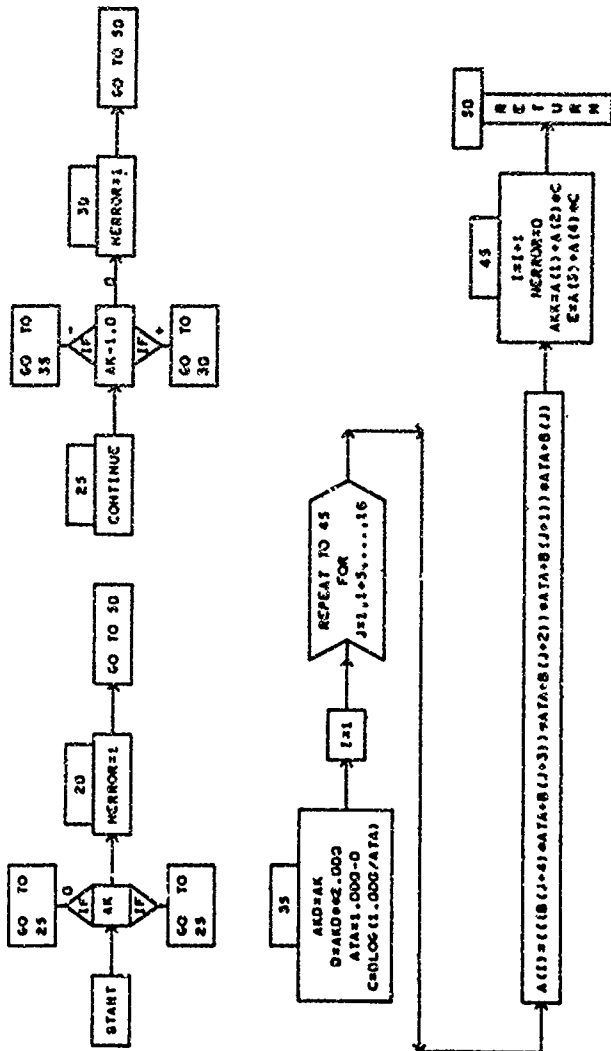 START
GO TO
25
0
IF
AK
IF
+
GO TO
25
-
20
NERROR=1
GO TO 50
25
CONTINUE
GO TO
35
-
IF
AK-1.0
IF
+
GO TO
30
0
30
NERROR=1
GO TO 50
35
AKD=AK
D=AKD**2.0D0
ATA=1.0D0-D
C=DLOG(1.0D0/ATA)
I=1
REPEAT TO 45
FOR
J=1,1+5,...,16
A(I)=(((B(J+4)*ATA+B(J+3))*ATA+B(J+2))*ATA+B(J+1))*ATA+B(J)
45
I=I+1
NERROR=0
AKK=A(1)+A(2)*C
E=A(3)+A(4)*C
50
RETURN